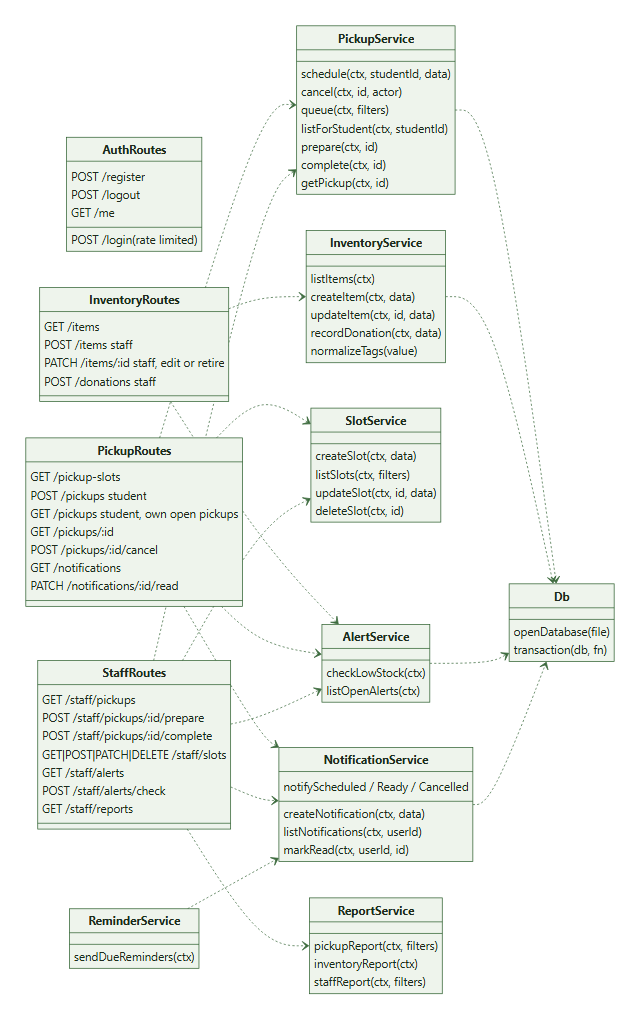 PickupService
schedule(ctx, studentId, data)
cancel(ctx, id, actor)
queue(ctx, filters)
listForStudent(ctx, studentId)
prepare(ctx, id)
complete(ctx, id)
getPickup(ctx, id)
AuthRoutes
POST /register
POST /logout
GET /me
POST /login(rate limited)
InventoryService
listItems(ctx)
createItem(ctx, data)
updateItem(ctx, id, data)
recordDonation(ctx, data)
normalizeTags(value)
InventoryRoutes
GET /items
POST /items staff
PATCH /items/:id staff, edit or retire
POST /donations staff
SlotService
createSlot(ctx, data)
listSlots(ctx, filters)
updateSlot(ctx, id, data)
deleteSlot(ctx, id)
PickupRoutes
GET /pickup-slots
POST /pickups student
GET /pickups student, own open pickups
GET /pickups/:id
POST /pickups/:id/cancel
GET /notifications
PATCH /notifications/:id/read
Db
openDatabase(file)
transaction(db, fn)
AlertService
checkLowStock(ctx)
listOpenAlerts(ctx)
StaffRoutes
GET /staff/pickups
POST /staff/pickups/:id/prepare
POST /staff/pickups/:id/complete
GET|POST|PATCH|DELETE /staff/slots
GET /staff/alerts
POST /staff/alerts/check
GET /staff/reports
NotificationService
notifyScheduled / Ready / Cancelled
createNotification(ctx, data)
listNotifications(ctx, userId)
markRead(ctx, userId, id)
ReminderService
sendDueReminders(ctx)
ReportService
pickupReport(ctx, filters)
inventoryReport(ctx)
staffReport(ctx, filters)